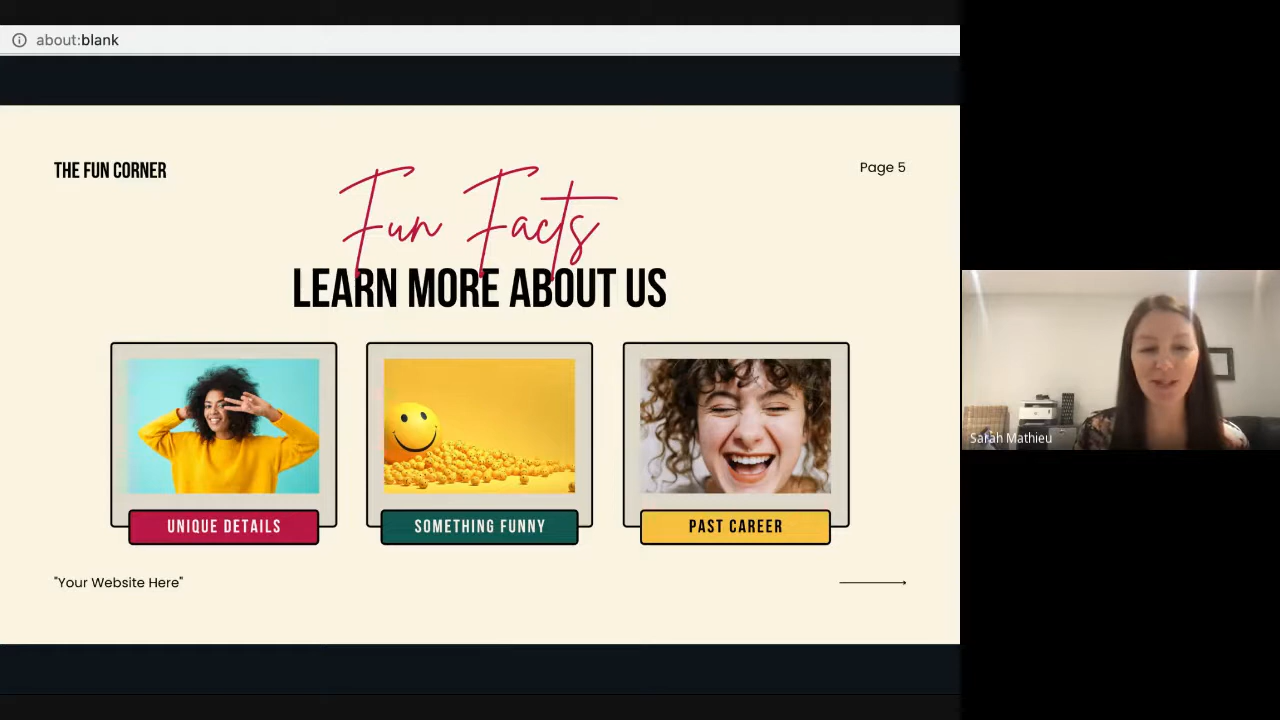 about:blank
THE FUN CORNER
Page 5
Fun Facts
LEARN MORE ABOUT US
UNIQUE DETAILS
SOMETHING FUNNY
PAST CAREER
"Your Website Here"
Sarah Mathieu